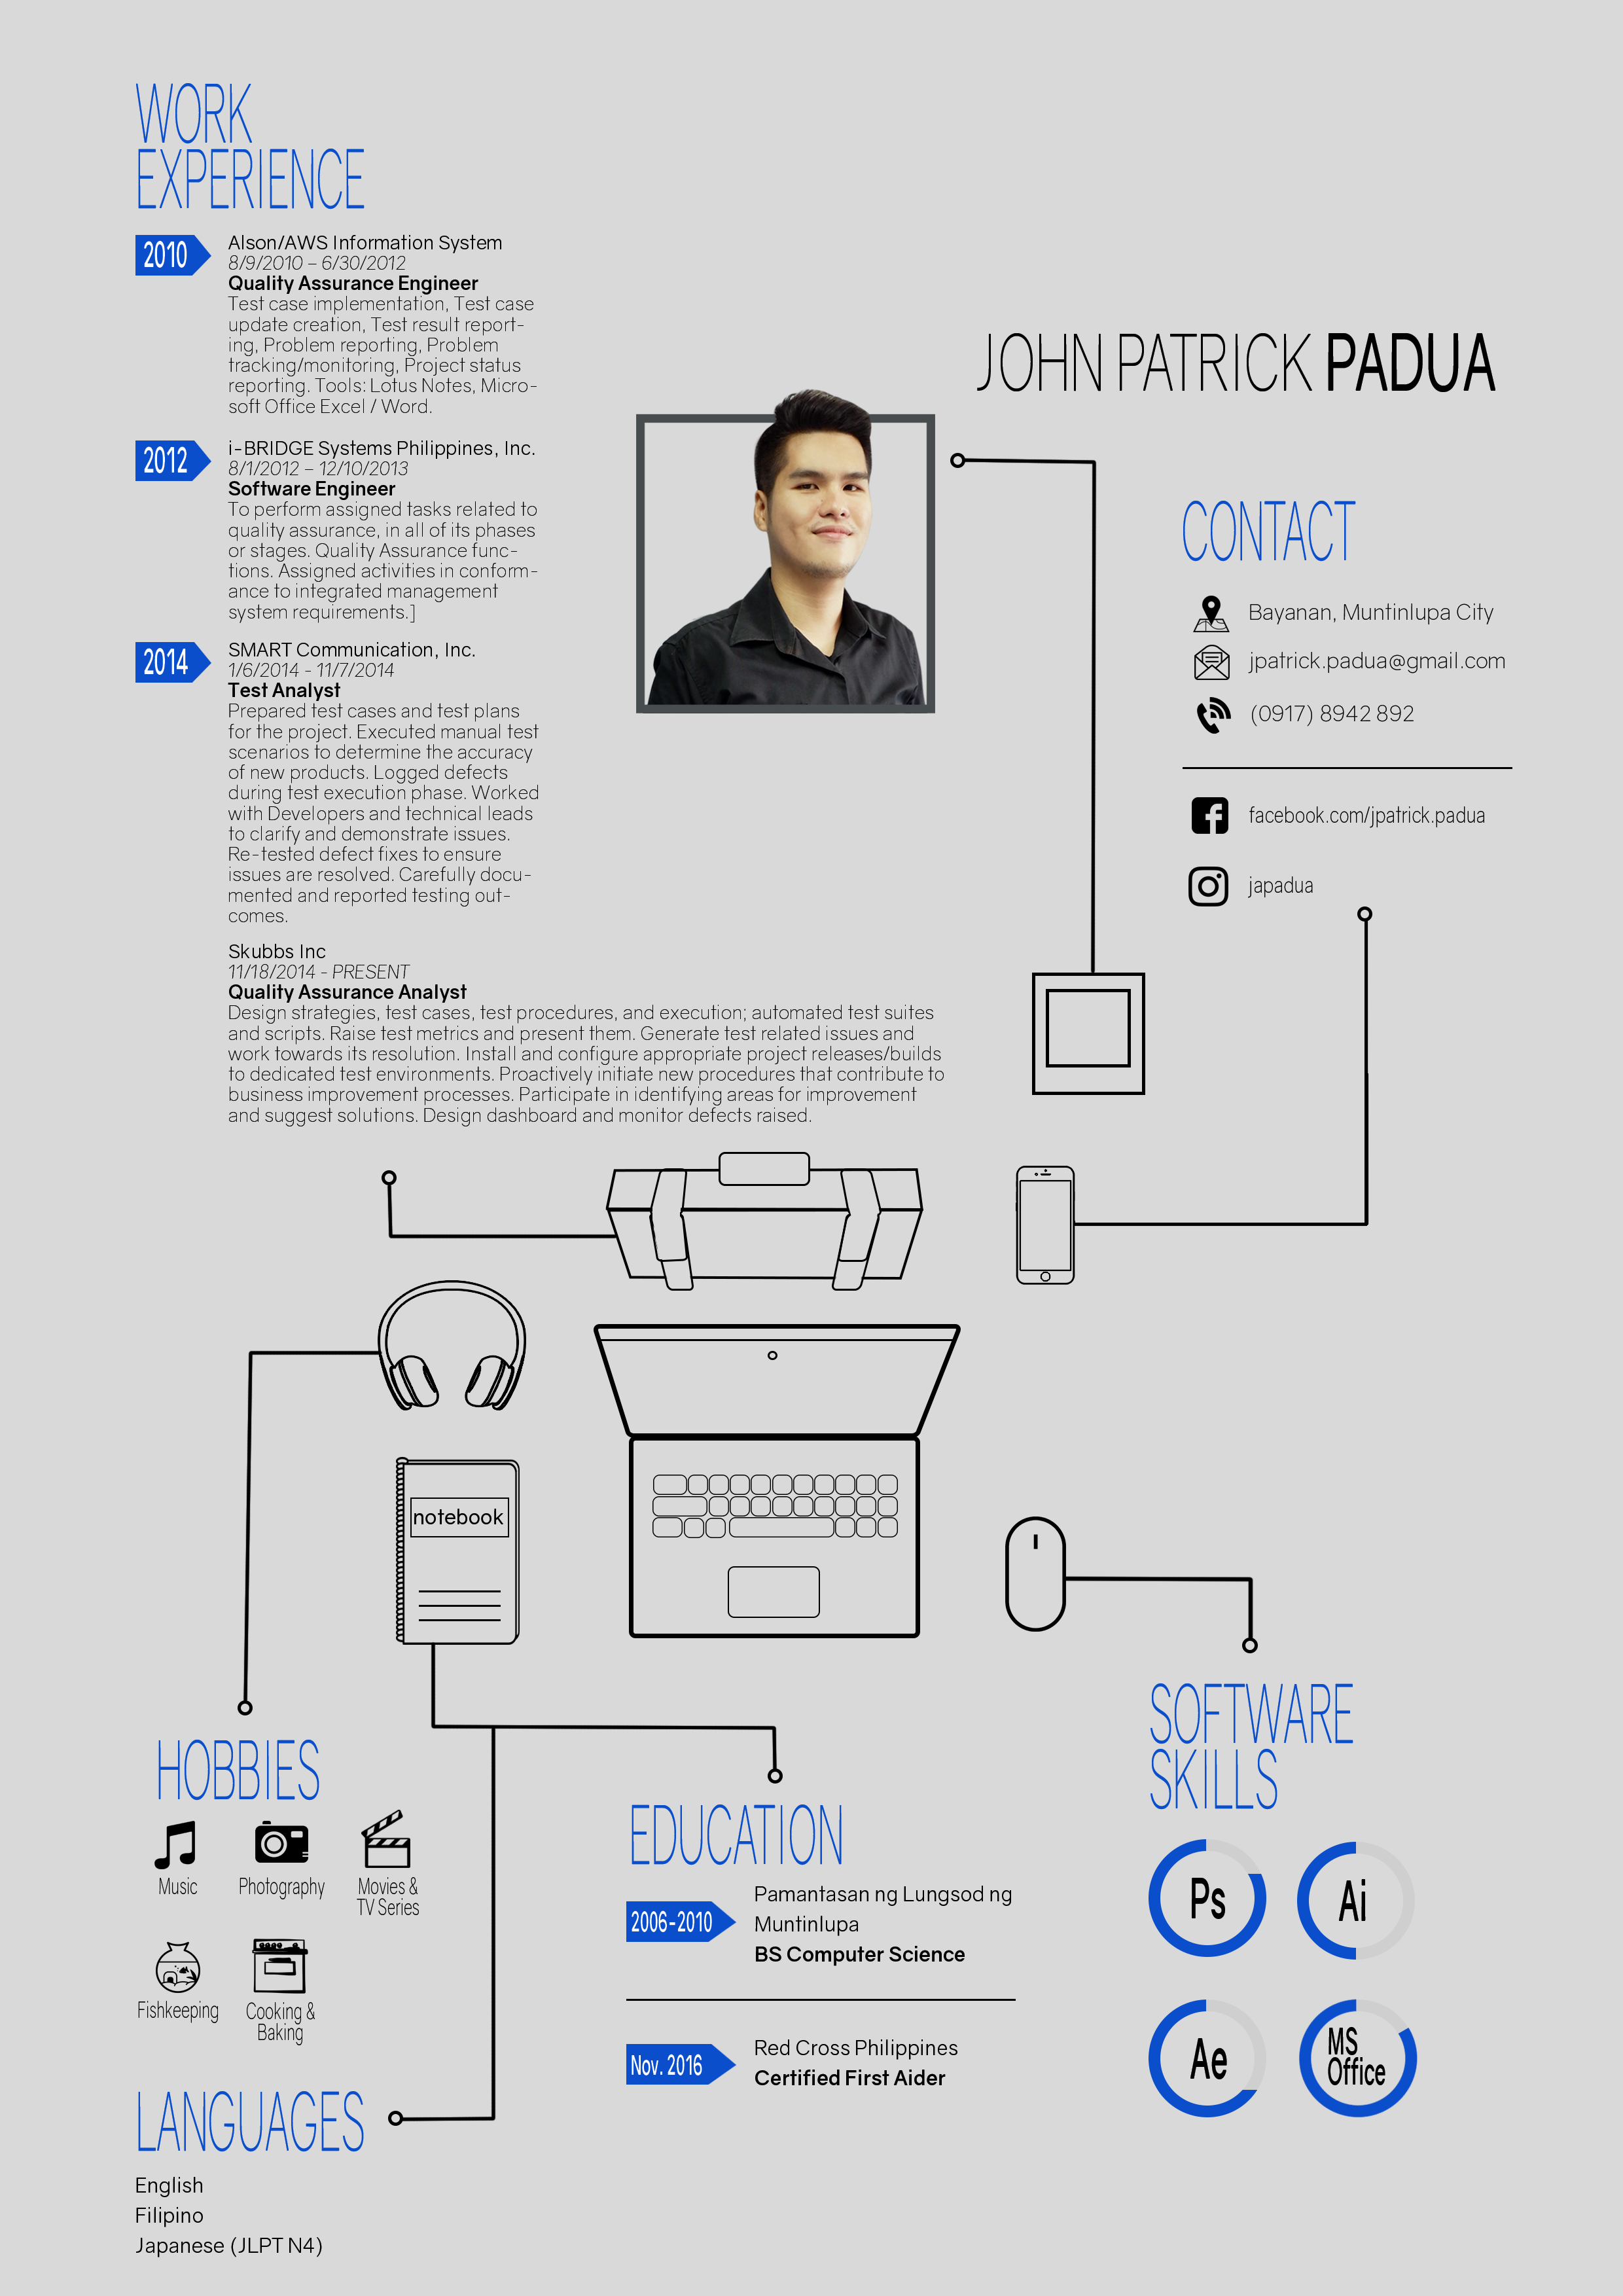 WORK
EXPERIENCE
2010
Alson/AWS Information System
8/9/2010 – 6/30/2012
Quality Assurance Engineer
Test case implementation, Test case
update creation, Test result report-
ing, Problem reporting, Problem
tracking/monitoring, Project status
reporting. Tools: Lotus Notes, Micro-
soft Office Excel / Word.
2012
i-BRIDGE Systems Philippines, Inc.
8/1/2012 – 12/10/2013
Software Engineer
To perform assigned tasks related to
quality assurance, in all of its phases
or stages. Quality Assurance func-
tions. Assigned activities in conform-
ance to integrated management
system requirements.]
2014
SMART Communication, Inc.
1/6/2014 - 11/7/2014
Test Analyst
Prepared test cases and test plans
for the project. Executed manual test
scenarios to determine the accuracy
of new products. Logged defects
during test execution phase. Worked
with Developers and technical leads
to clarify and demonstrate issues.
Re-tested defect fixes to ensure
issues are resolved. Carefully docu-
mented and reported testing out-
comes.
Skubbs Inc
11/18/2014 - PRESENT
Quality Assurance Analyst
Design strategies, test cases, test procedures, and execution; automated test suites
and scripts. Raise test metrics and present them. Generate test related issues and
work towards its resolution. Install and configure appropriate project releases/builds
to dedicated test environments. Proactively initiate new procedures that contribute to
business improvement processes. Participate in identifying areas for improvement
and suggest solutions. Design dashboard and monitor defects raised.
JOHN PATRICK PADUA
CONTACT
Bayanan, Muntinlupa City
jpatrick.padua@gmail.com
(0917) 8942 892
facebook.com/jpatrick.padua
japadua
notebook
HOBBIES
Music
Photography
Movies &
TV Series
Fishkeeping
Cooking &
Baking
LANGUAGES
English
Filipino
Japanese (JLPT N4)
EDUCATION
2006-2010
Pamantasan ng Lungsod ng
Muntinlupa
BS Computer Science
Nov. 2016
Red Cross Philippines
Certified First Aider
SOFTWARE
SKILLS
Ps
Ai
Ae
MS
Office